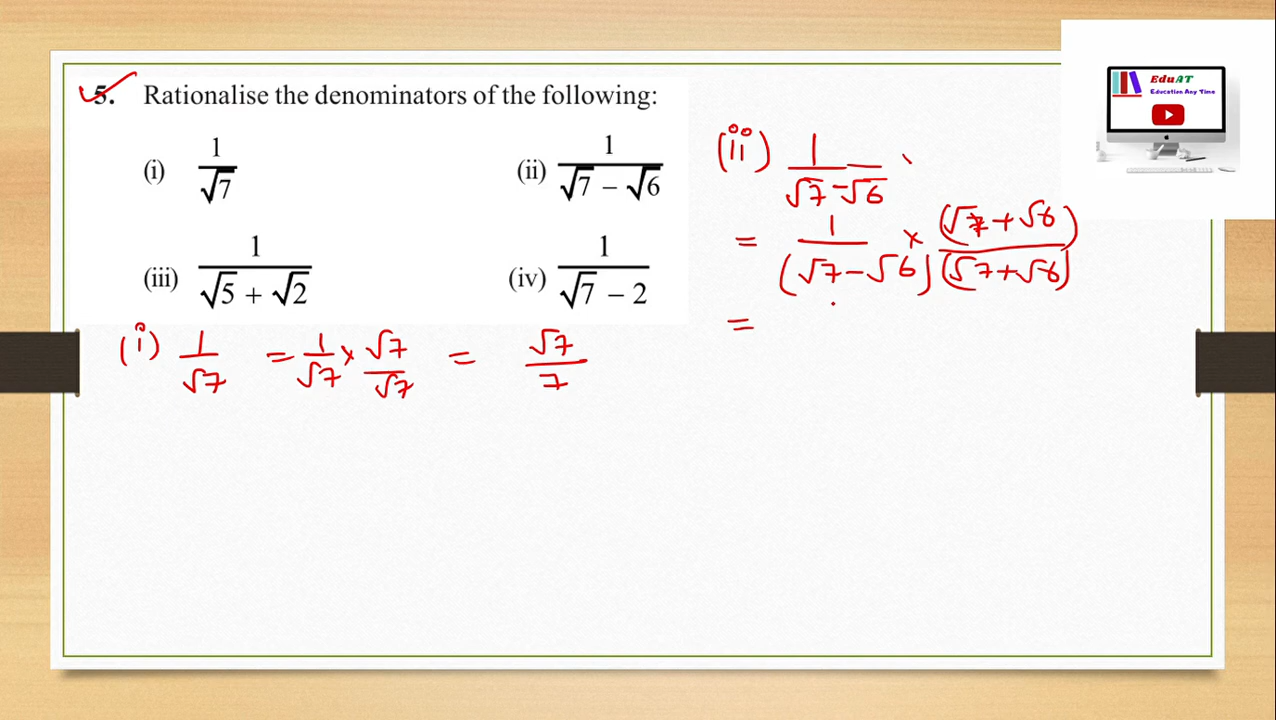 5. Rationalise the denominators of the following:
(i) 1/√7
(ii) 1/(√7 – √6)
(iii) 1/(√5 + √2)
(iv) 1/(√7 – 2)
(i) 1/√7 = 1/√7 × √7/√7 = √7/7
(ii) 1/(√7 - √6)
= 1/(√7 - √6) × (√7 + √6)/(√7 + √6)
=
EduAT
Education Any Time